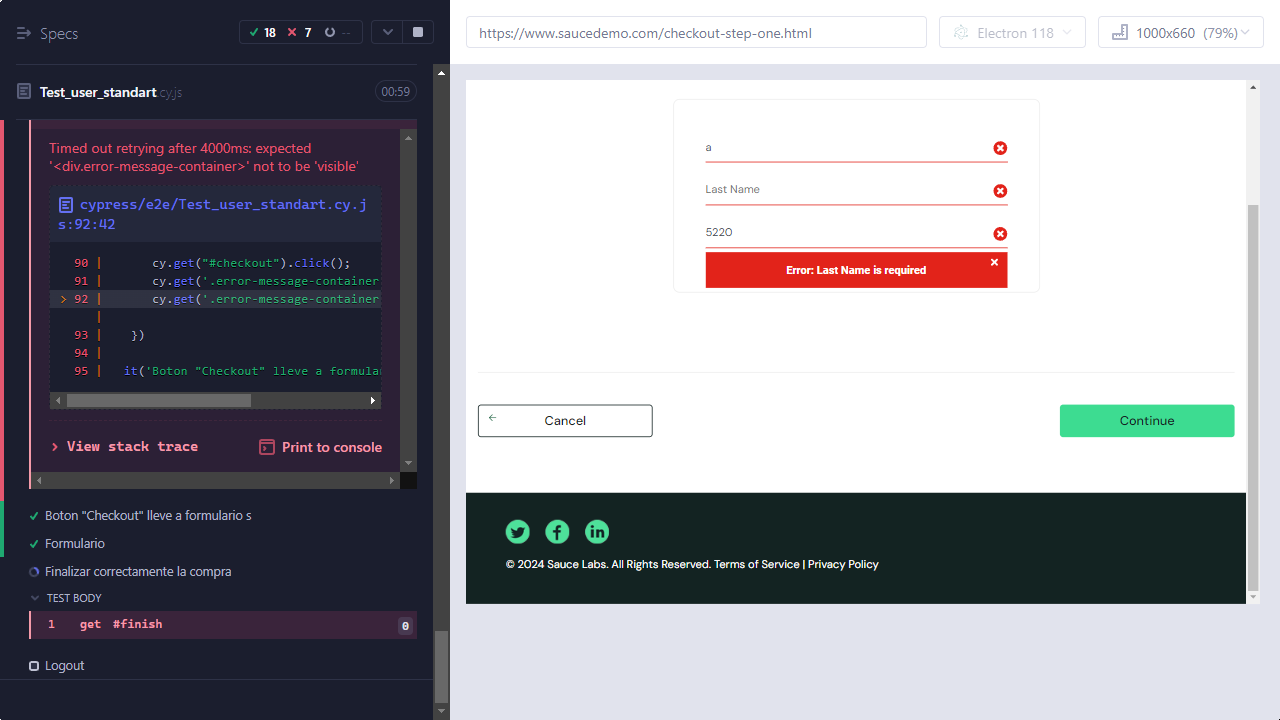 Specs
18 7 --
Test_user_standart cy.js
00:59
Timed out retrying after 4000ms: expected
'<div.error-message-container>' not to be 'visible'
cypress/e2e/Test_user_standart.cy.j
s:92:42
90 | cy.get("#checkout").click();
91 | cy.get('.error-message-container
> 92 | cy.get('.error-message-container
|
93 | })
94 |
95 | it('Boton "Checkout" lleve a formula
> View stack trace
Print to console
Boton "Checkout" lleve a formulario s
Formulario
Finalizar correctamente la compra
TEST BODY
1 get #finish 0
Logout
https://www.saucedemo.com/checkout-step-one.html
Electron 118
1000x660 (79%)
a
Last Name
5220
Error: Last Name is required
Cancel
Continue
© 2024 Sauce Labs. All Rights Reserved. Terms of Service | Privacy Policy